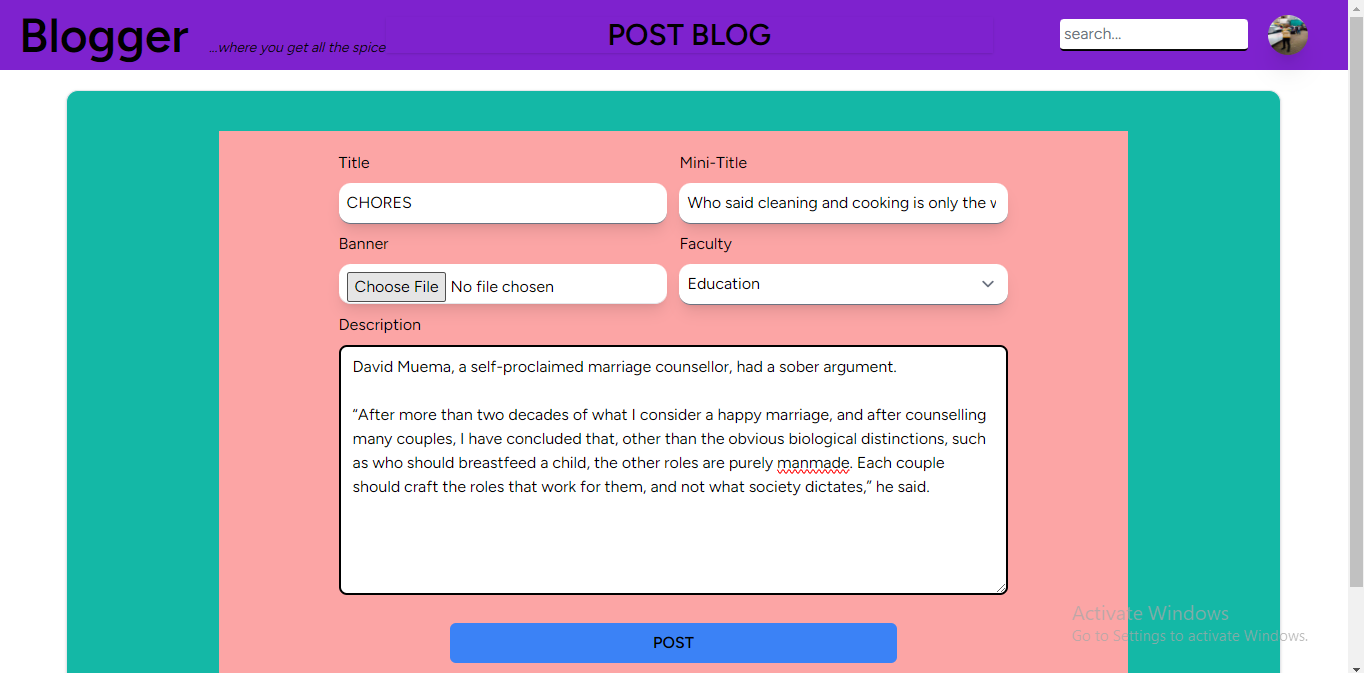 Blogger
...where you get all the spice
POST BLOG
search...
Title
Mini-Title
CHORES
Who said cleaning and cooking is only the
Banner
Faculty
Choose File No file chosen
Education
Description
David Muema, a self-proclaimed marriage counsellor, had a sober argument.
“After more than two decades of what I consider a happy marriage, and after counselling
many couples, I have concluded that, other than the obvious biological distinctions, such
as who should breastfeed a child, the other roles are purely manmade. Each couple
should craft the roles that work for them, and not what society dictates,” he said.
Activate Windows
Go to Settings to activate Windows.
POST